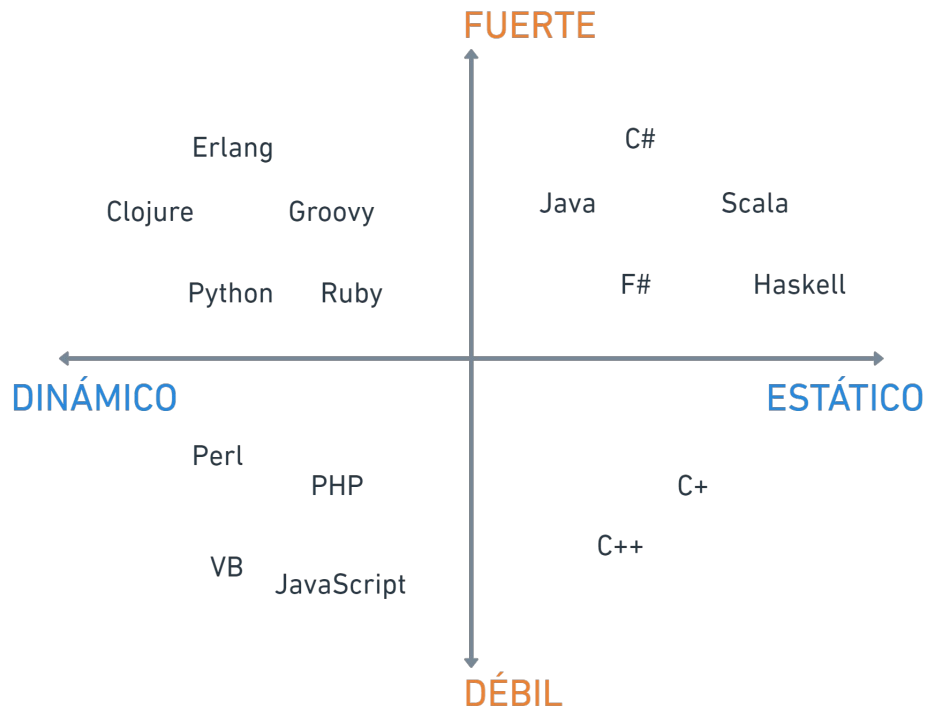 FUERTE
C#
Erlang
Java
Scala
Clojure
Groovy
F#
Haskell
Python
Ruby
DINÁMICO
ESTÁTICO
Perl
PHP
C+
C++
VB
JavaScript
DÉBIL